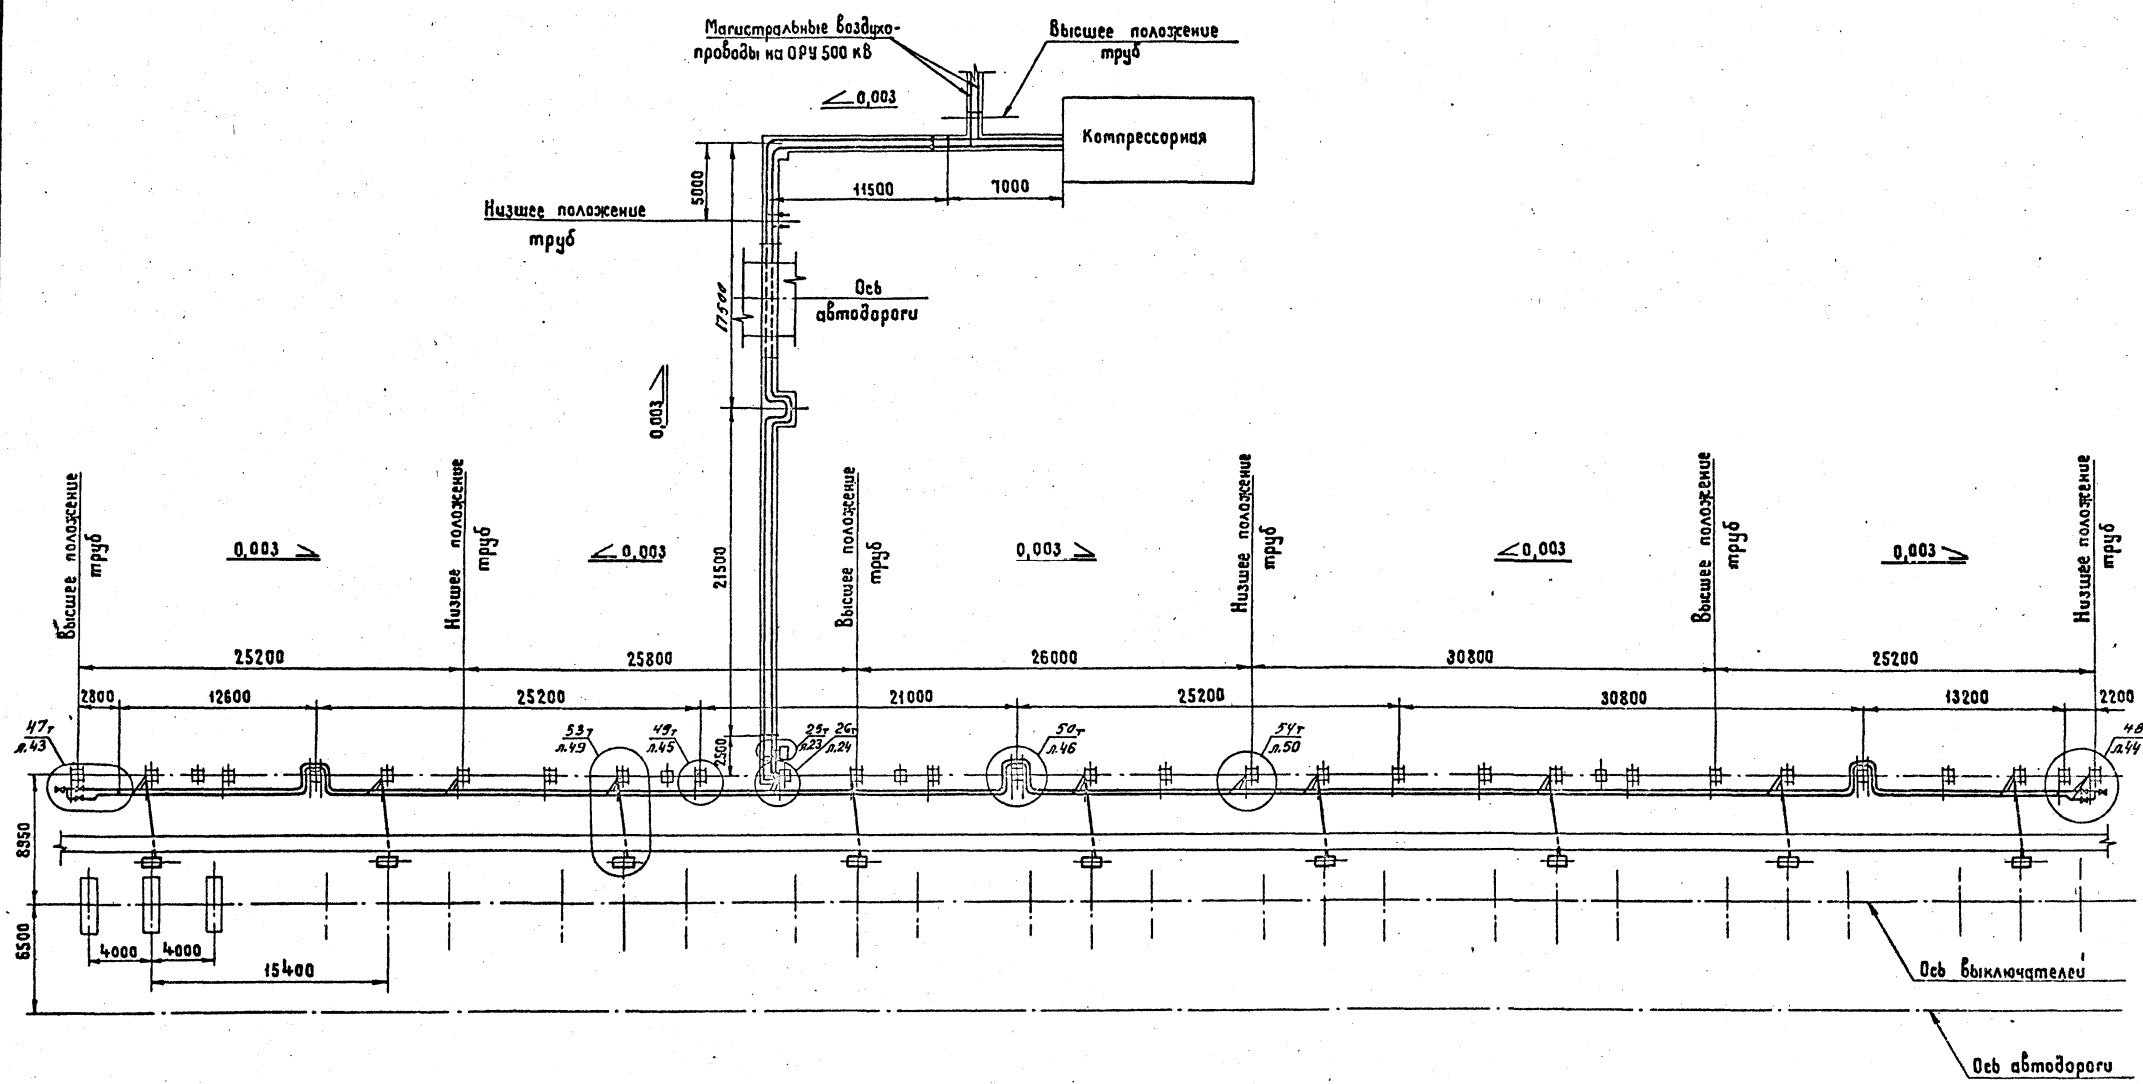 Магистральные воздухо-
проводы на ОРУ 500 кВ
Высшее положение
труб
0,003
Компрессорная
5000
11500
7000
Низшее положение
труб
17500
Ось
автодороги
0,003
21500
2500
Высшее положение
труб
0,003
Низшее положение
труб
0,003
Высшее положение
труб
0,003
Низшее положение
труб
0,003
Высшее положение
труб
0,003
Низшее положение
труб
25200
25800
26000
30800
25200
2800
12600
25200
21000
25200
30800
13200
2200
47т
л.43
53т
л.49
49т
л.45
25т
л.23
26т
л.24
50т
л.46
54т
л.50
48
л.44
8950
6500
4000
4000
15400
Ось выключателей
Ось автодороги